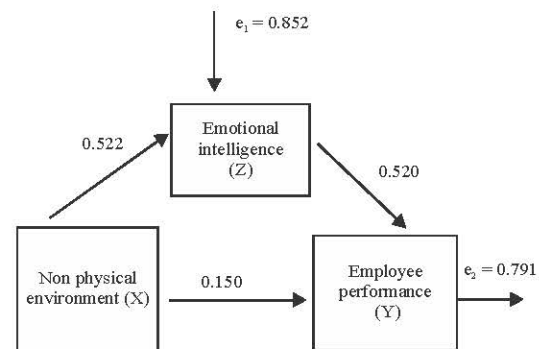 e₁ = 0.852
Emotional
intelligence
(Z)
0.522
0.520
Non physical
environment (X)
0.150
Employee
performance
(Y)
e₂ = 0.791